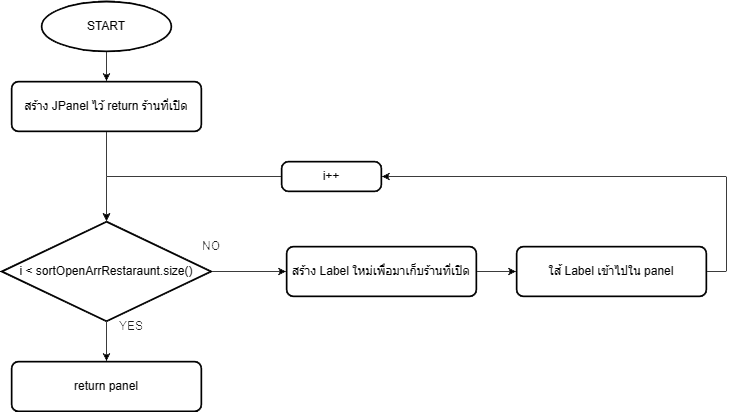 START
สร้าง JPanel ไว้ return ร้านที่เปิด
i++
i < sortOpenArrRestaraunt.size()
NO
สร้าง Label ใหม่เพื่อมาเก็บร้านที่เปิด
ใส้ Label เข้าไปใน panel
YES
return panel